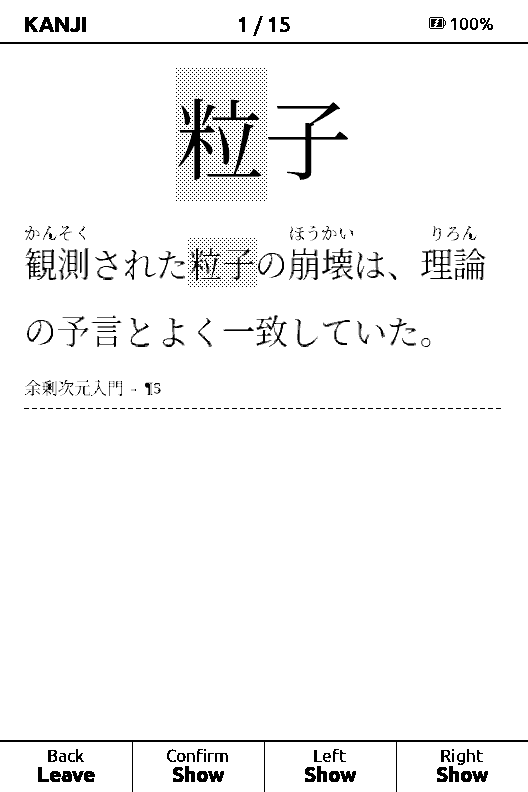 KANJI
1 / 15
100%
粒子
かんそく ほうかい りろん
観測された粒子の崩壊は、理論
の予言とよく一致していた。
余剰次元入門 - ¶5
Back Confirm Left Right
Leave Show Show Show